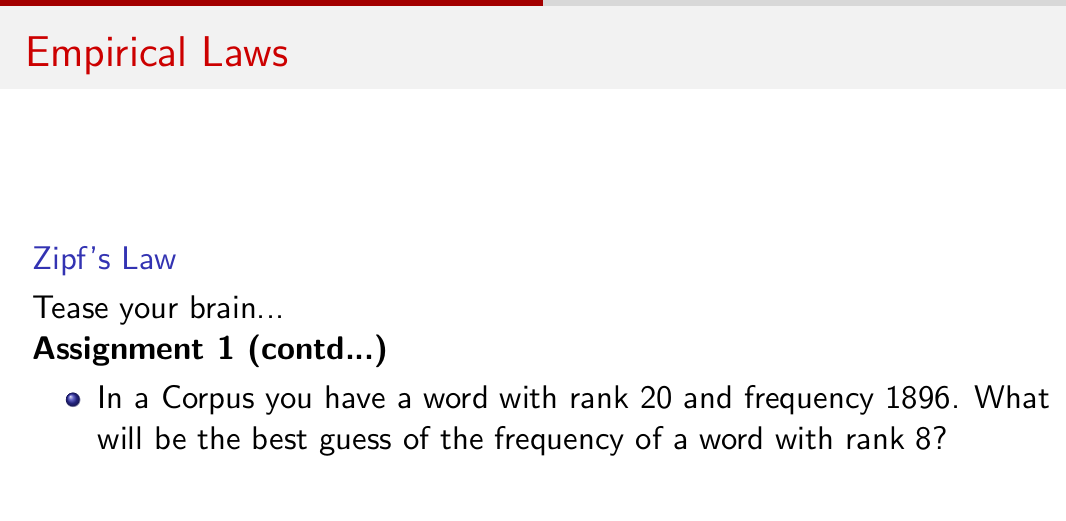 Empirical Laws
Zipf's Law
Tease your brain...
Assignment 1 (contd...)
In a Corpus you have a word with rank 20 and frequency 1896. What
will be the best guess of the frequency of a word with rank 8?